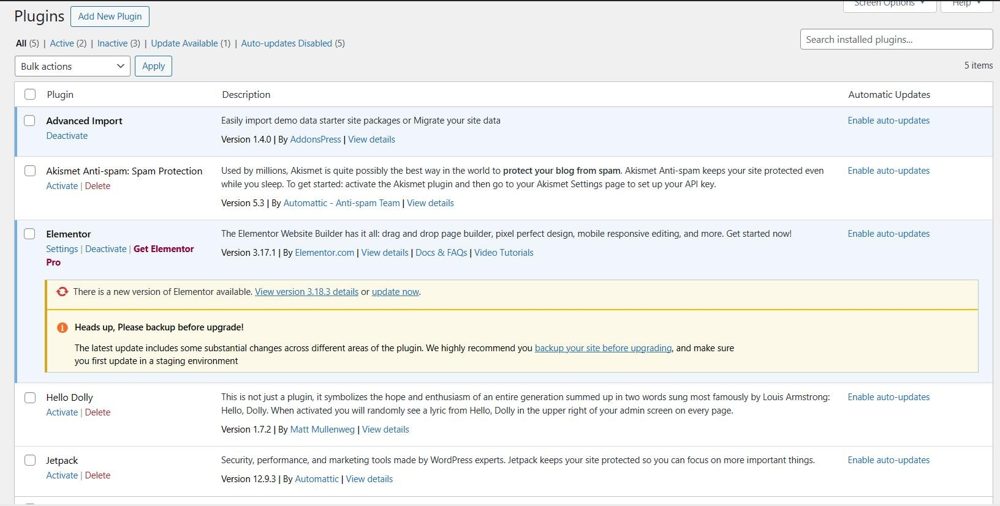 Screen Options Help
Plugins Add New Plugin
All (5) | Active (2) | Inactive (3) | Update Available (1) | Auto-updates Disabled (5)
Search installed plugins...
Bulk actions Apply
5 items
Plugin Description Automatic Updates
Advanced Import Easily import demo data starter site packages or Migrate your site data Enable auto-updates
Deactivate
Version 1.4.0 | By AddonsPress | View details
Akismet Anti-spam: Spam Protection Used by millions, Akismet is quite possibly the best way in the world to protect your blog from spam. Akismet Anti-spam keeps your site protected even Enable auto-updates
Activate | Delete while you sleep. To get started: activate the Akismet plugin and then go to your Akismet Settings page to set up your API key.
Version 5.3 | By Automattic - Anti-spam Team | View details
Elementor The Elementor Website Builder has it all: drag and drop page builder, pixel perfect design, mobile responsive editing, and more. Get started now! Enable auto-updates
Settings | Deactivate | Get Elementor Version 3.17.1 | By Elementor.com | View details | Docs & FAQs | Video Tutorials
Pro
There is a new version of Elementor available. View version 3.18.3 details or update now.
Heads up, Please backup before upgrade!
The latest update includes some substantial changes across different areas of the plugin. We highly recommend you backup your site before upgrading, and make sure
you first update in a staging environment
Hello Dolly This is not just a plugin, it symbolizes the hope and enthusiasm of an entire generation summed up in two words sung most famously by Louis Armstrong: Enable auto-updates
Activate | Delete Hello, Dolly. When activated you will randomly see a lyric from Hello, Dolly in the upper right of your admin screen on every page.
Version 1.7.2 | By Matt Mullenweg | View details
Jetpack Security, performance, and marketing tools made by WordPress experts. Jetpack keeps your site protected so you can focus on more important things. Enable auto-updates
Activate | Delete Version 12.9.3 | By Automattic | View details